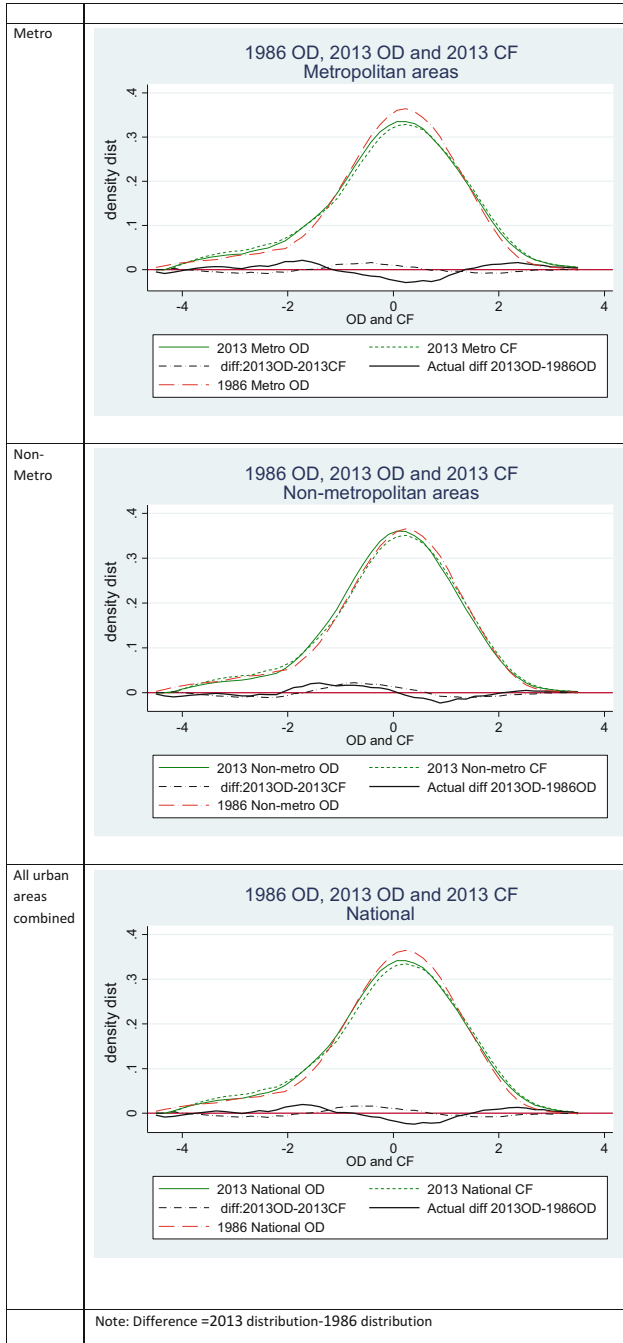 Metro
1986 OD, 2013 OD and 2013 CF
Metropolitan areas
density dist
0 .1 .2 .3 .4
-4 -2 0 2 4
OD and CF
2013 Metro OD 2013 Metro CF
diff:2013OD-2013CF Actual diff 2013OD-1986OD
1986 Metro OD
Non-
Metro
1986 OD, 2013 OD and 2013 CF
Non-metropolitan areas
density dist
0 .1 .2 .3 .4
-4 -2 0 2 4
OD and CF
2013 Non-metro OD 2013 Non-metro CF
diff:2013OD-2013CF Actual diff 2013OD-1986OD
1986 Non-metro OD
All urban
areas
combined
1986 OD, 2013 OD and 2013 CF
National
density dist
0 .1 .2 .3 .4
-4 -2 0 2 4
OD and CF
2013 National OD 2013 National CF
diff:2013OD-2013CF Actual diff 2013OD-1986OD
1986 National OD
Note: Difference =2013 distribution-1986 distribution